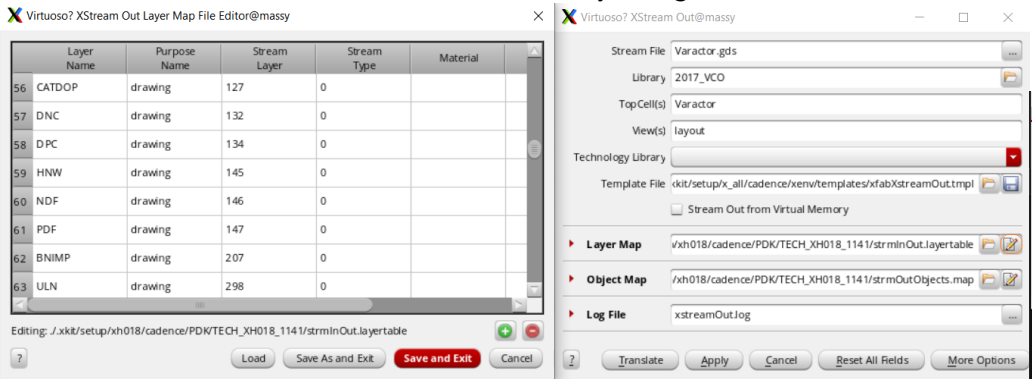 Virtuoso? XStream Out Layer Map File Editor@massy
Layer Name Purpose Name Stream Layer Stream Type Material
56 CATDOP drawing 127 0
57 DNC drawing 132 0
58 DPC drawing 134 0
59 HNW drawing 145 0
60 NDF drawing 146 0
61 PDF drawing 147 0
62 BNIMP drawing 207 0
63 ULN drawing 298 0
Editing: ./.xkit/setup/xh018/cadence/PDK/TECH_XH018_1141/strmInOut.layertable
? Load Save As and Exit Save and Exit Cancel
Virtuoso? XStream Out@massy
Stream File Varactor.gds ...
Library 2017_VCO
TopCell(s) Varactor
View(s) layout
Technology Library
Template File kit/setup/x_all/cadence/xenv/templates/xfabXstreamOut.tmpl
Stream Out from Virtual Memory
Layer Map /xh018/cadence/PDK/TECH_XH018_1141/strmInOut.layertable
Object Map /xh018/cadence/PDK/TECH_XH018_1141/strmOutObjects.map
Log File xstreamOut.log ...
? Translate Apply Cancel Reset All Fields More Options